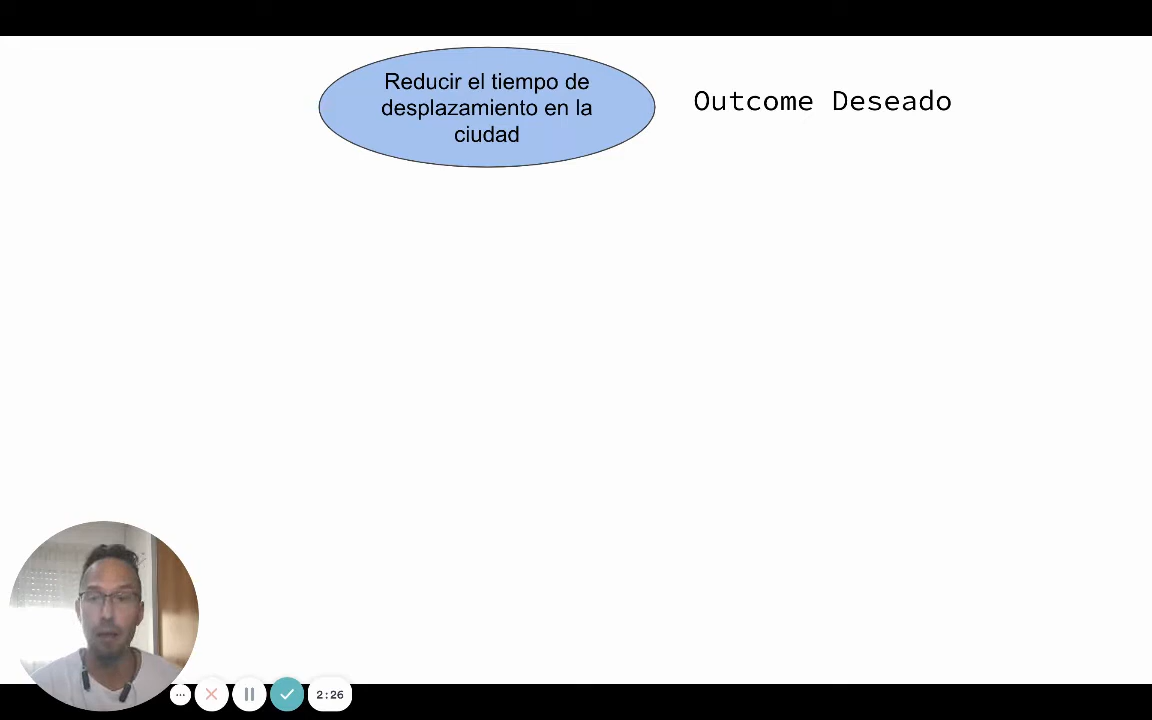 Reducir el tiempo de
desplazamiento en la
ciudad
Outcome Deseado
2:26